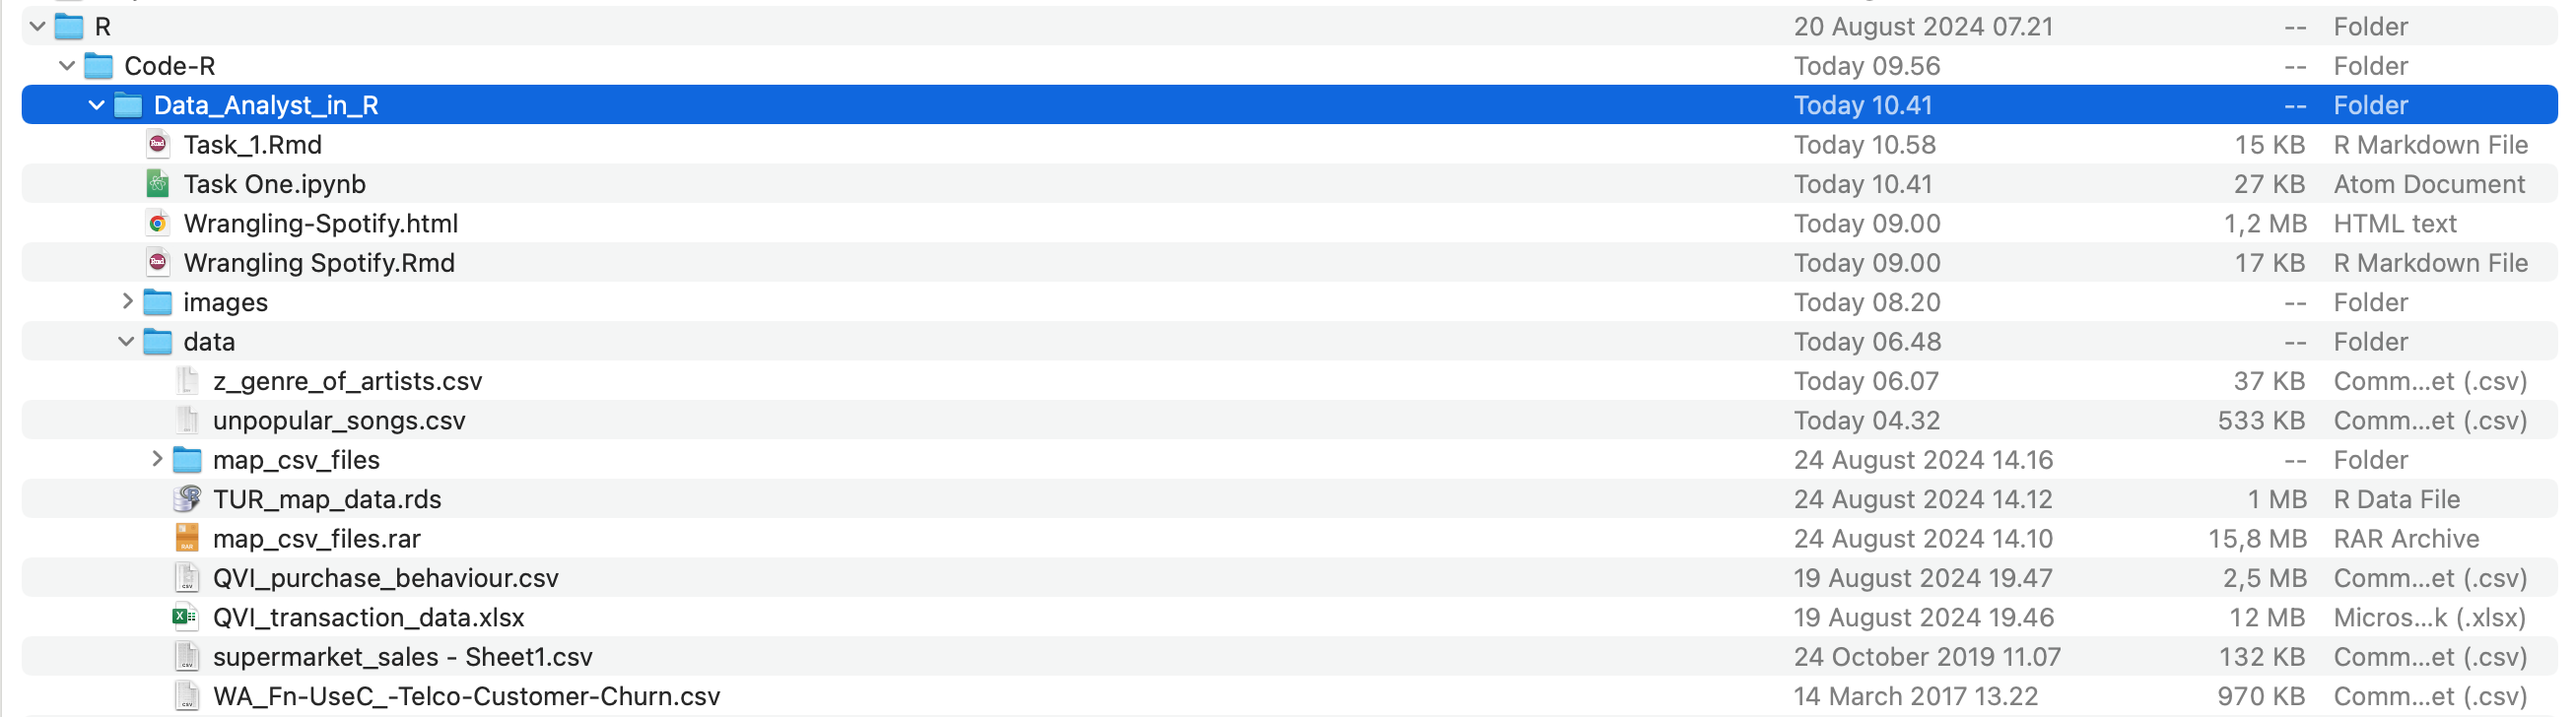 R 20 August 2024 07.21 -- Folder
Code-R Today 09.56 -- Folder
Data_Analyst_in_R Today 10.41 -- Folder
Task_1.Rmd Today 10.58 15 KB R Markdown File
Task One.ipynb Today 10.41 27 KB Atom Document
Wrangling-Spotify.html Today 09.00 1,2 MB HTML text
Wrangling Spotify.Rmd Today 09.00 17 KB R Markdown File
images Today 08.20 -- Folder
data Today 06.48 -- Folder
z_genre_of_artists.csv Today 06.07 37 KB Comm...et (.csv)
unpopular_songs.csv Today 04.32 533 KB Comm...et (.csv)
map_csv_files 24 August 2024 14.16 -- Folder
TUR_map_data.rds 24 August 2024 14.12 1 MB R Data File
map_csv_files.rar 24 August 2024 14.10 15,8 MB RAR Archive
QVI_purchase_behaviour.csv 19 August 2024 19.47 2,5 MB Comm...et (.csv)
QVI_transaction_data.xlsx 19 August 2024 19.46 12 MB Micros...k (.xlsx)
supermarket_sales - Sheet1.csv 24 October 2019 11.07 132 KB Comm...et (.csv)
WA_Fn-UseC_-Telco-Customer-Churn.csv 14 March 2017 13.22 970 KB Comm...et (.csv)